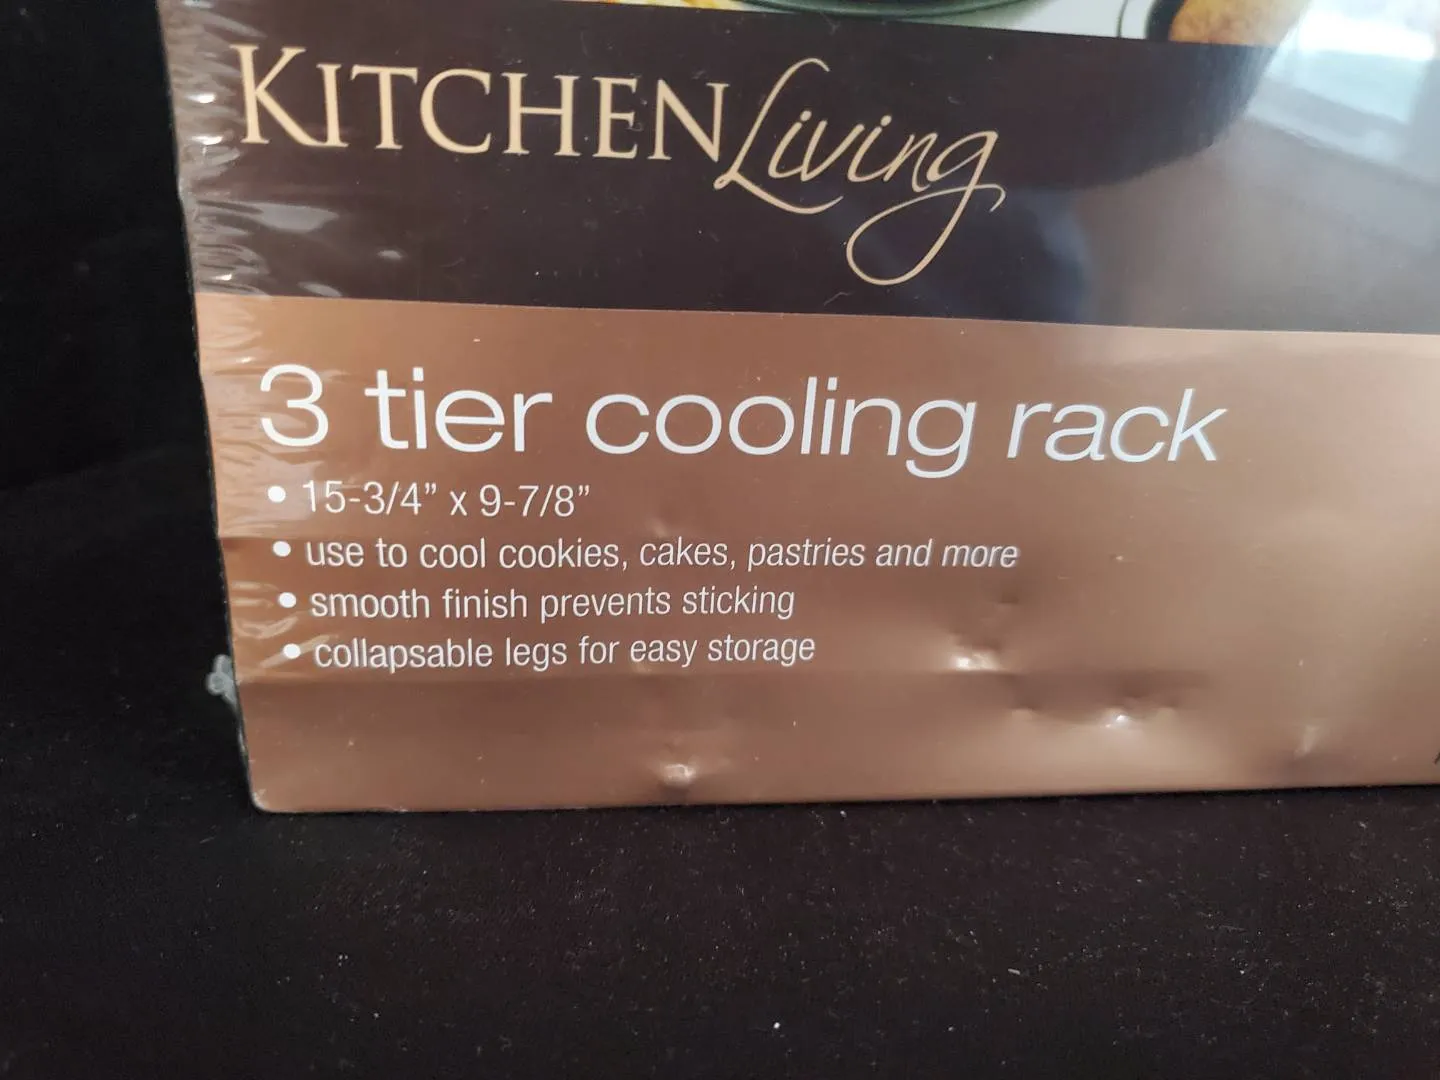 KITCHEN Living
3 tier cooling rack
• 15-3/4” x 9-7/8”
• use to cool cookies, cakes, pastries and more
• smooth finish prevents sticking
• collapsable legs for easy storage